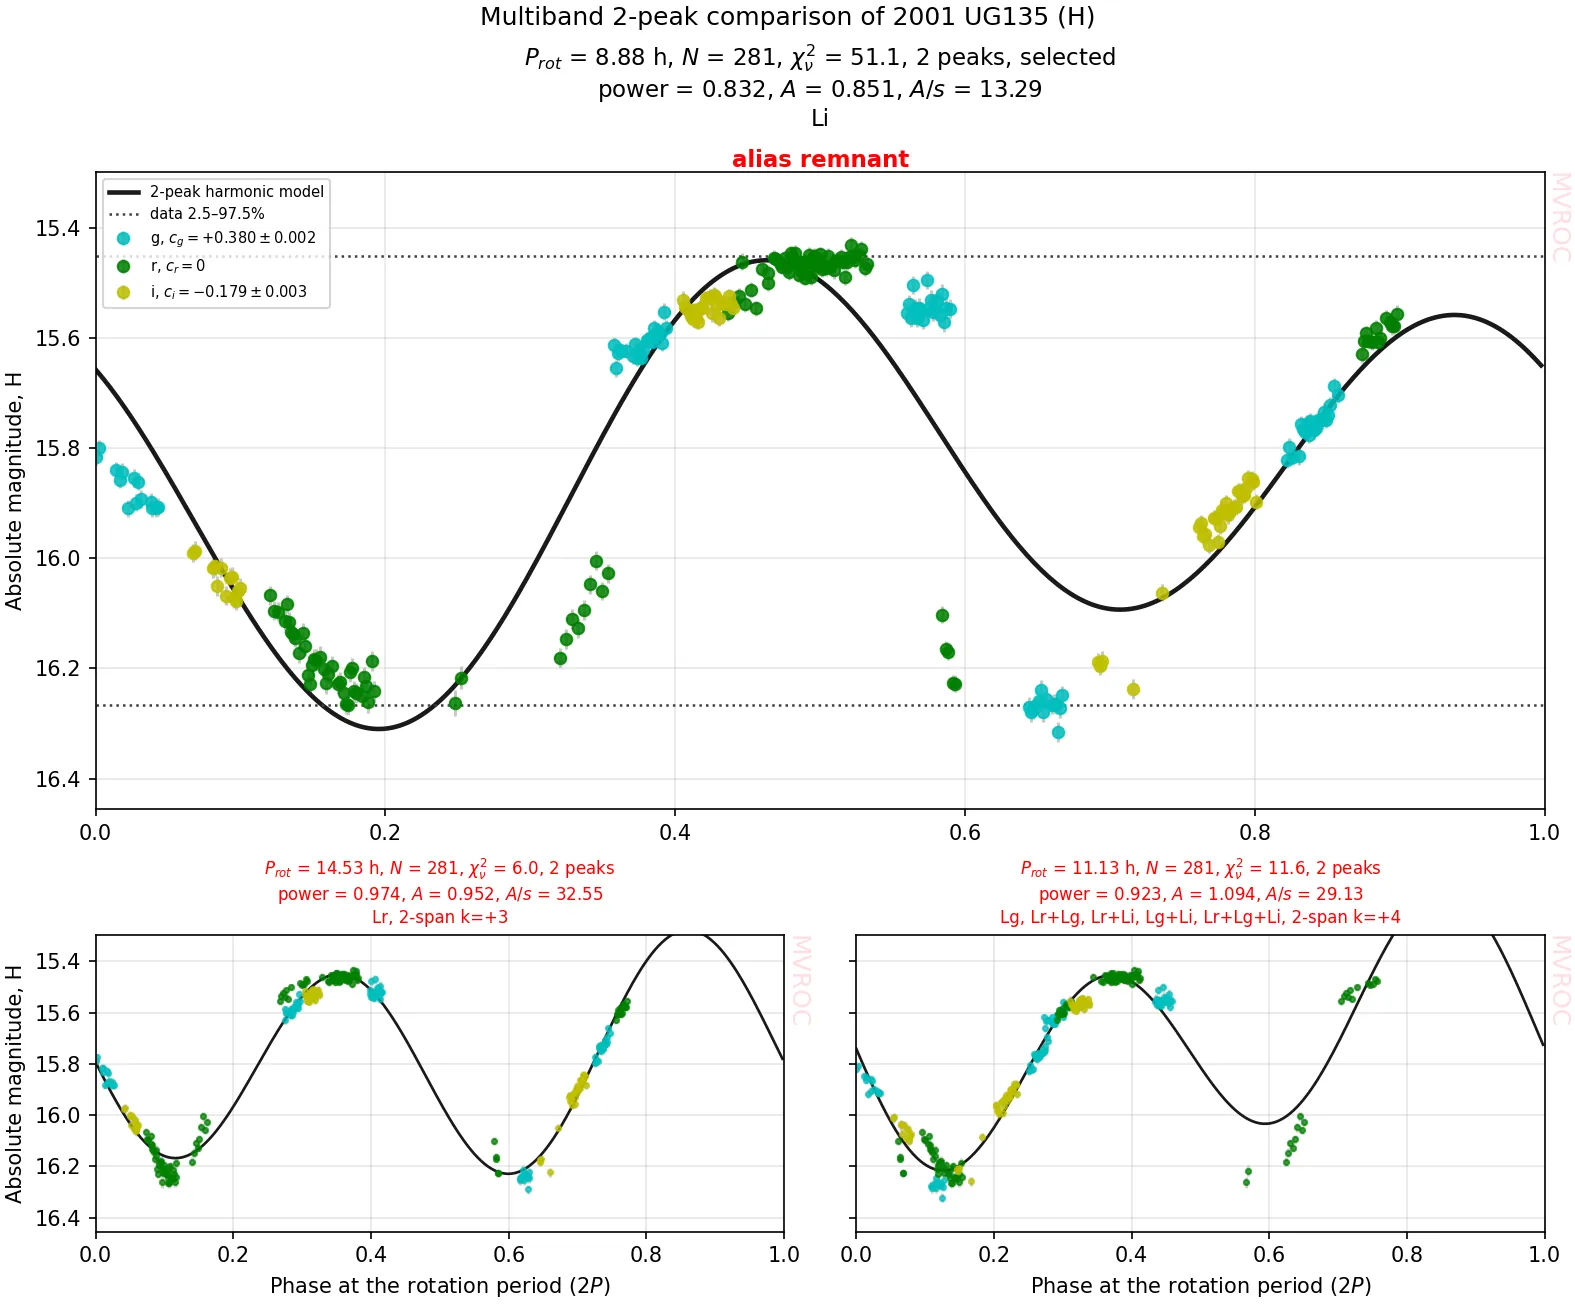 Multiband 2-peak comparison of 2001 UG135 (H)
P_rot = 8.88 h, N = 281, χ²_ν = 51.1, 2 peaks, selected
power = 0.832, A = 0.851, A/s = 13.29
Li
alias remnant
2-peak harmonic model
data 2.5–97.5%
g, c_g = +0.380 ± 0.002
r, c_r = 0
i, c_i = −0.179 ± 0.003
MVROC
Absolute magnitude, H
15.4
15.6
15.8
16.0
16.2
16.4
0.0 0.2 0.4 0.6 0.8 1.0
P_rot = 14.53 h, N = 281, χ²_ν = 6.0, 2 peaks
power = 0.974, A = 0.952, A/s = 32.55
Lr, 2-span k=+3
MVROC
Absolute magnitude, H
15.4
15.6
15.8
16.0
16.2
16.4
0.0 0.2 0.4 0.6 0.8 1.0
Phase at the rotation period (2P)
P_rot = 11.13 h, N = 281, χ²_ν = 11.6, 2 peaks
power = 0.923, A = 1.094, A/s = 29.13
Lg, Lr+Lg, Lr+Li, Lg+Li, Lr+Lg+Li, 2-span k=+4
MVROC
0.0 0.2 0.4 0.6 0.8 1.0
Phase at the rotation period (2P)